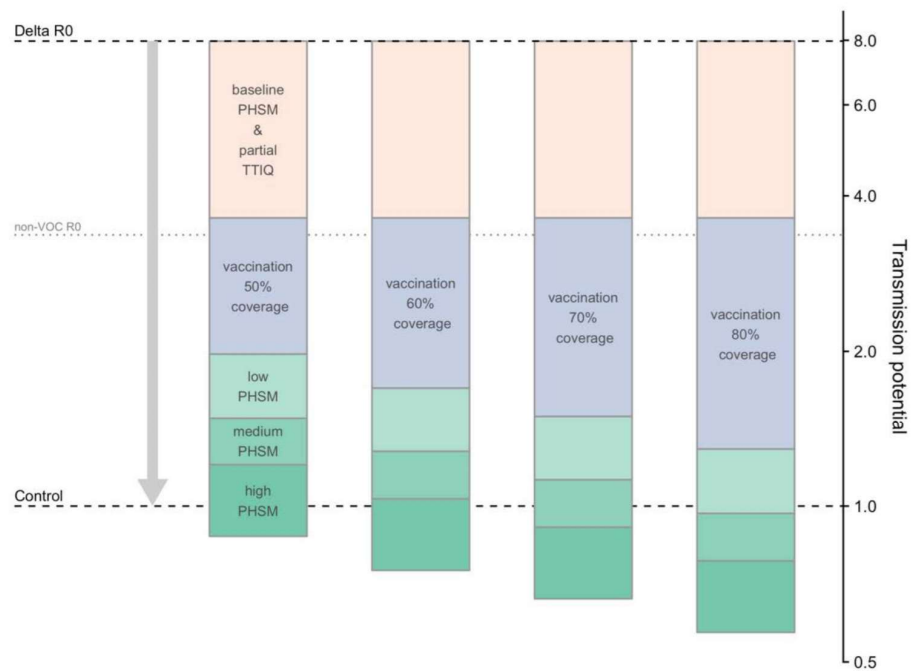 Delta R0
8.0
baseline
PHSM
&
partial
TTIQ
6.0
4.0
non-VOC R0
vaccination
50%
coverage
vaccination
60%
coverage
vaccination
70%
coverage
vaccination
80%
coverage
Transmission potential
2.0
low
PHSM
medium
PHSM
high
PHSM
Control
1.0
0.5